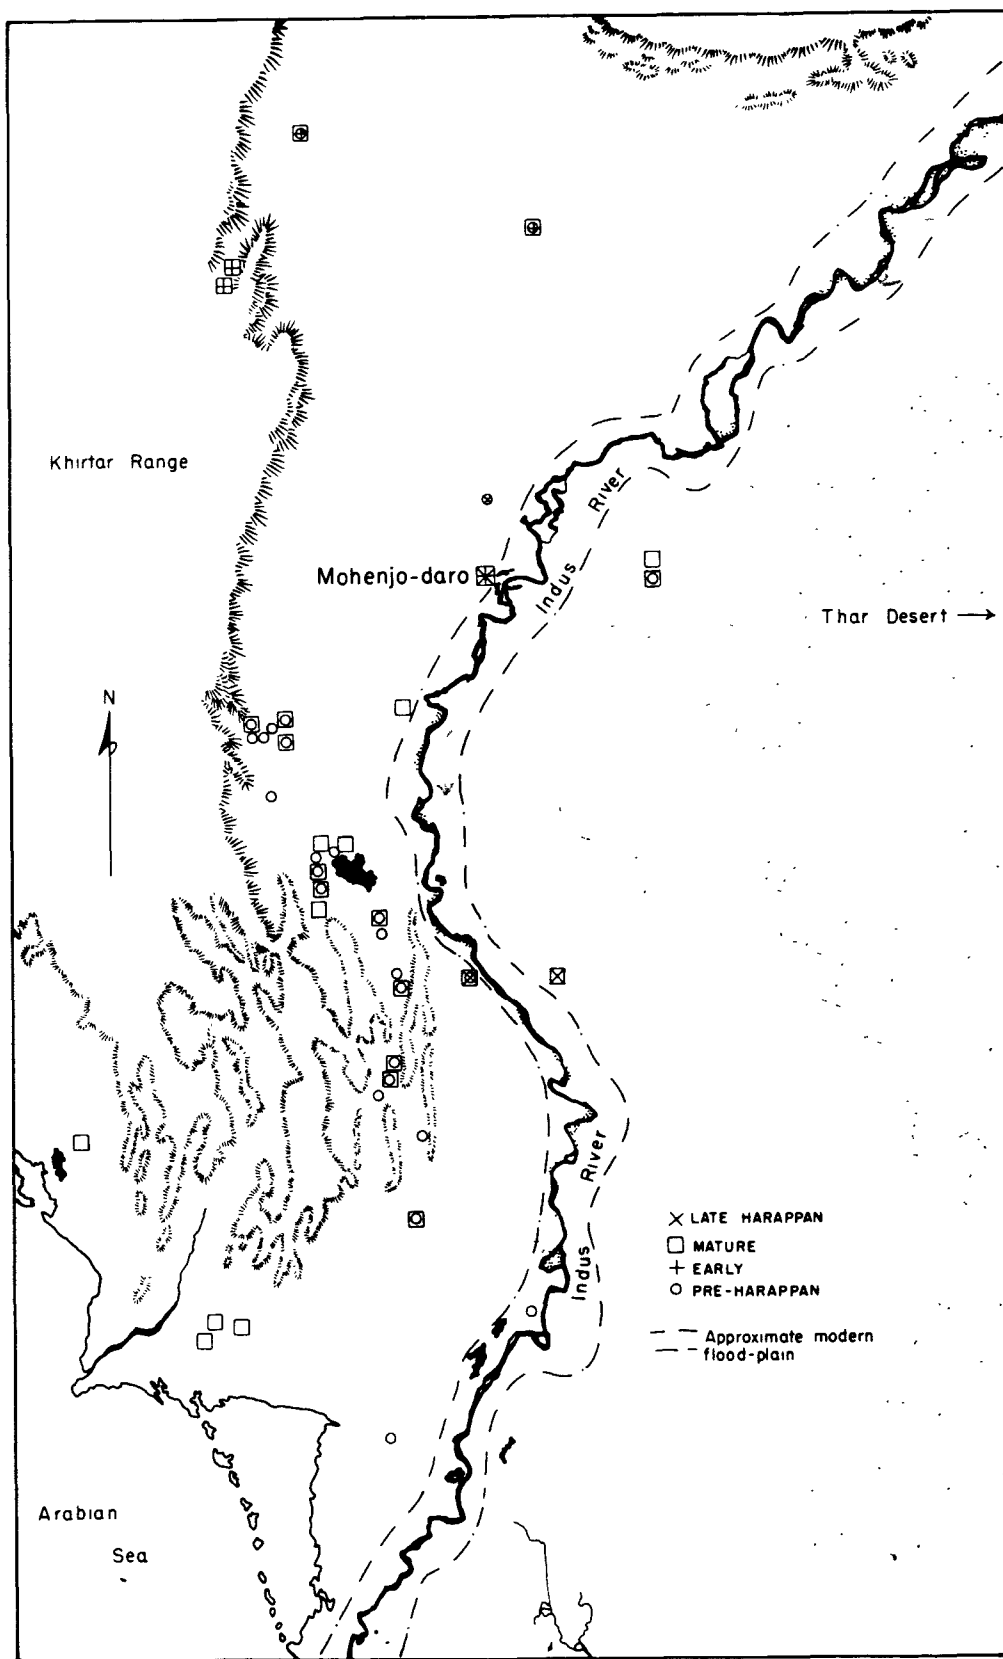 Khirtar Range
Indus River
Mohenjo-daro
Thar Desert
N
Indus River
X LATE HARAPPAN
□ MATURE
+ EARLY
○ PRE-HARAPPAN
Approximate modern
flood-plain
Arabian
Sea